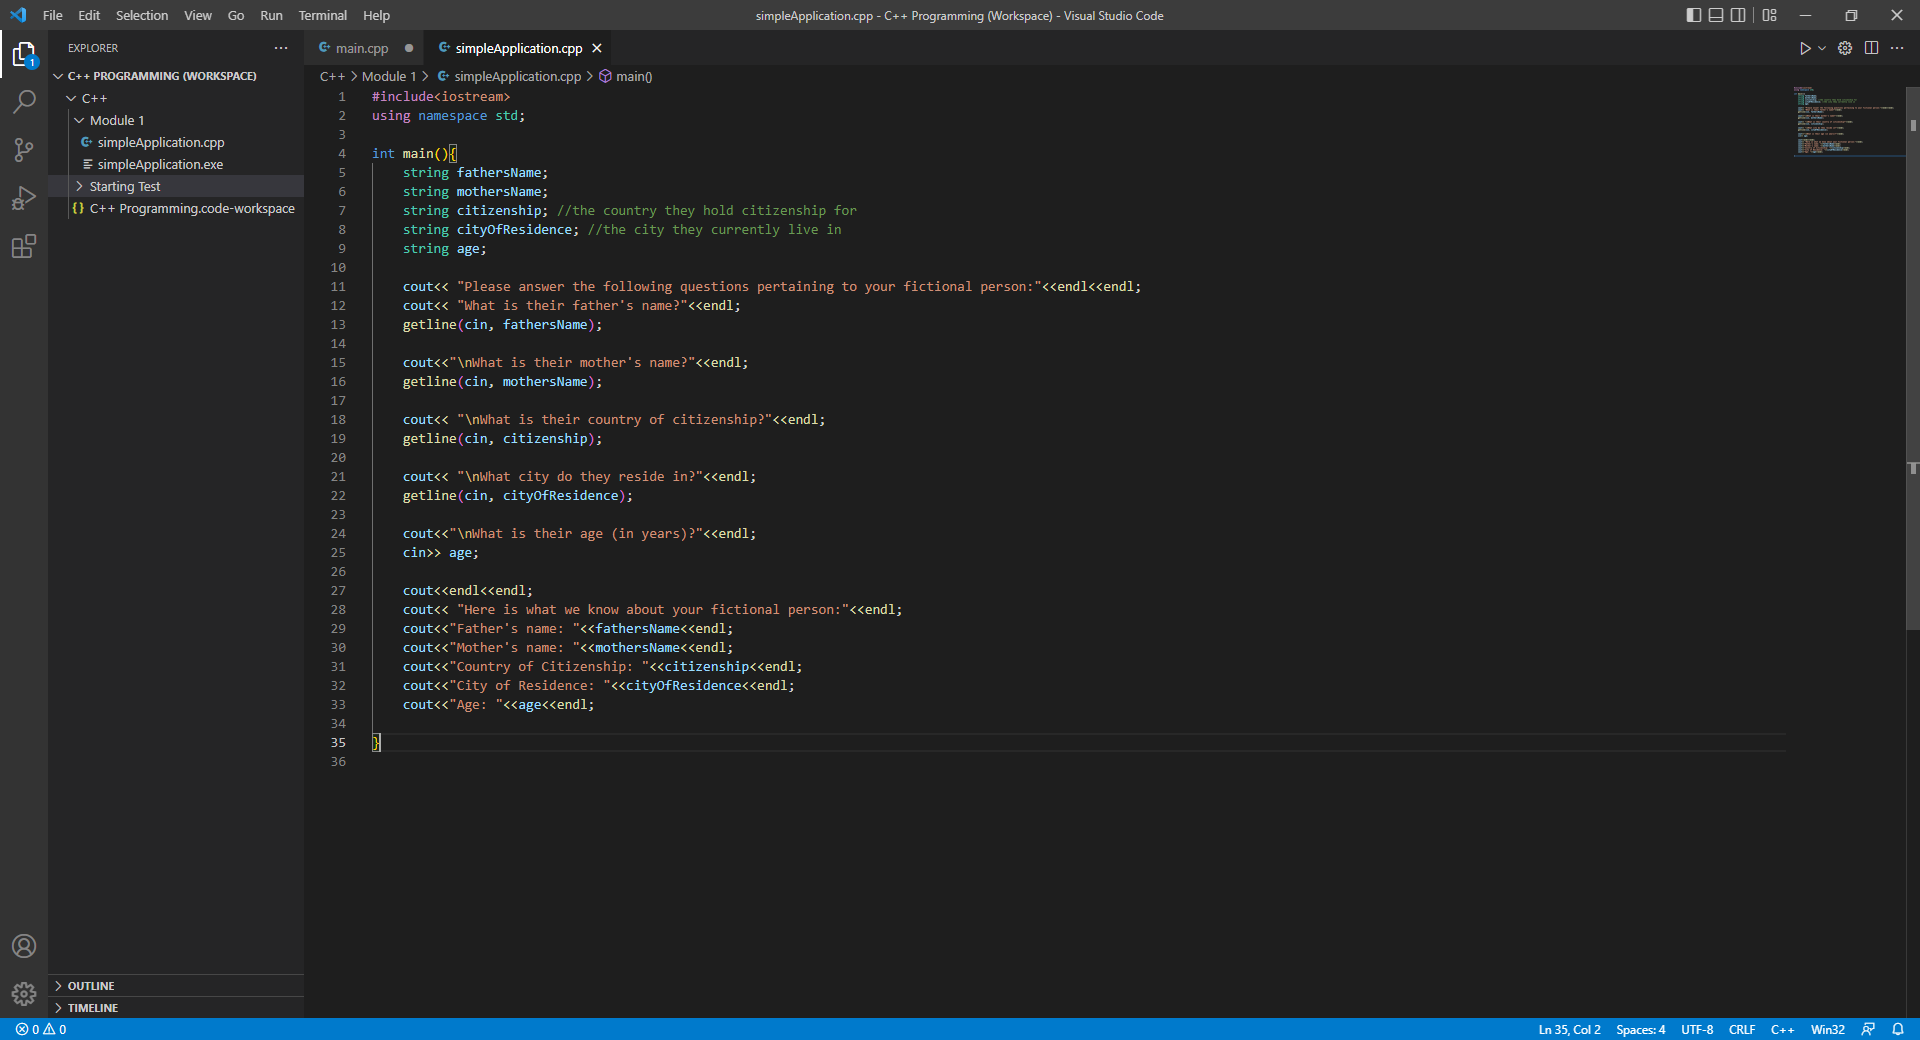 File Edit Selection View Go Run Terminal Help
simpleApplication.cpp - C++ Programming (Workspace) - Visual Studio Code
1
EXPLORER
C++ PROGRAMMING (WORKSPACE)
C++
Module 1
simpleApplication.cpp
simpleApplication.exe
Starting Test
{} C++ Programming.code-workspace
OUTLINE
TIMELINE
main.cpp
simpleApplication.cpp
C++ > Module 1 > simpleApplication.cpp > main()
1 #include<iostream>
2 using namespace std;
3
4 int main(){
5 string fathersName;
6 string mothersName;
7 string citizenship; //the country they hold citizenship for
8 string cityOfResidence; //the city they currently live in
9 string age;
10
11 cout<< "Please answer the following questions pertaining to your fictional person:"<<endl<<endl;
12 cout<< "What is their father's name?"<<endl;
13 getline(cin, fathersName);
14
15 cout<<"\nWhat is their mother's name?"<<endl;
16 getline(cin, mothersName);
17
18 cout<< "\nWhat is their country of citizenship?"<<endl;
19 getline(cin, citizenship);
20
21 cout<< "\nWhat city do they reside in?"<<endl;
22 getline(cin, cityOfResidence);
23
24 cout<<"\nWhat is their age (in years)?"<<endl;
25 cin>> age;
26
27 cout<<endl<<endl;
28 cout<< "Here is what we know about your fictional person:"<<endl;
29 cout<<"Father's name: "<<fathersName<<endl;
30 cout<<"Mother's name: "<<mothersName<<endl;
31 cout<<"Country of Citizenship: "<<citizenship<<endl;
32 cout<<"City of Residence: "<<cityOfResidence<<endl;
33 cout<<"Age: "<<age<<endl;
34
35 }
36
0 0
Ln 35, Col 2 Spaces: 4 UTF-8 CRLF C++ Win32